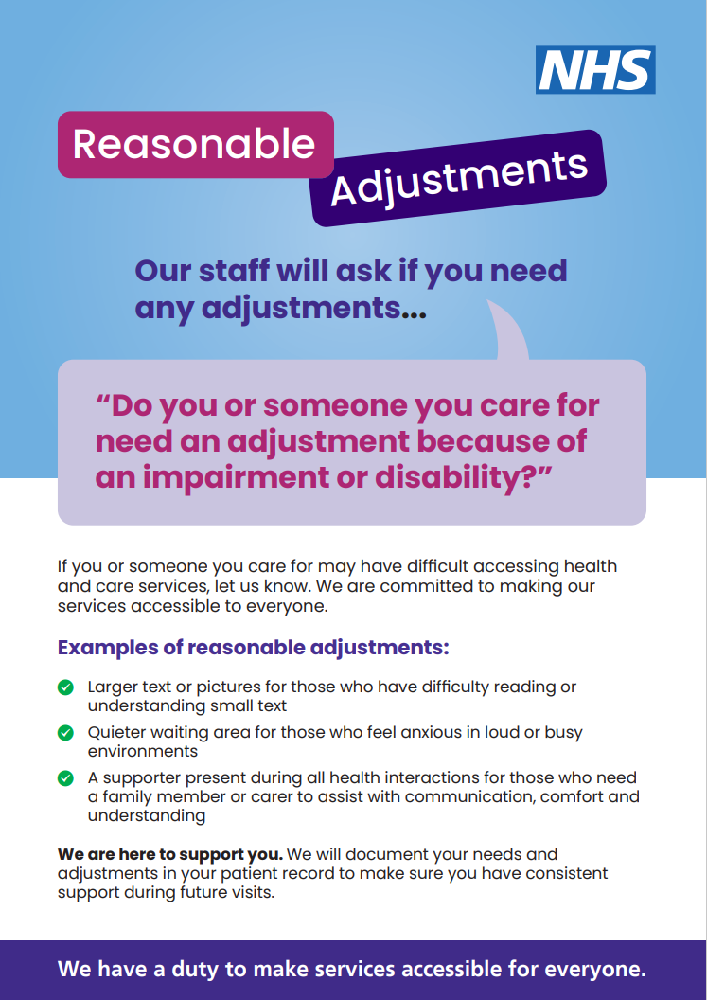 NHS
Reasonable
Adjustments
Our staff will ask if you need
any adjustments...
“Do you or someone you care for
need an adjustment because of
an impairment or disability?”
If you or someone you care for may have difficult accessing health
and care services, let us know. We are committed to making our
services accessible to everyone.
Examples of reasonable adjustments:
Larger text or pictures for those who have difficulty reading or
understanding small text
Quieter waiting area for those who feel anxious in loud or busy
environments
A supporter present during all health interactions for those who need
a family member or carer to assist with communication, comfort and
understanding
We are here to support you. We will document your needs and
adjustments in your patient record to make sure you have consistent
support during future visits.
We have a duty to make services accessible for everyone.